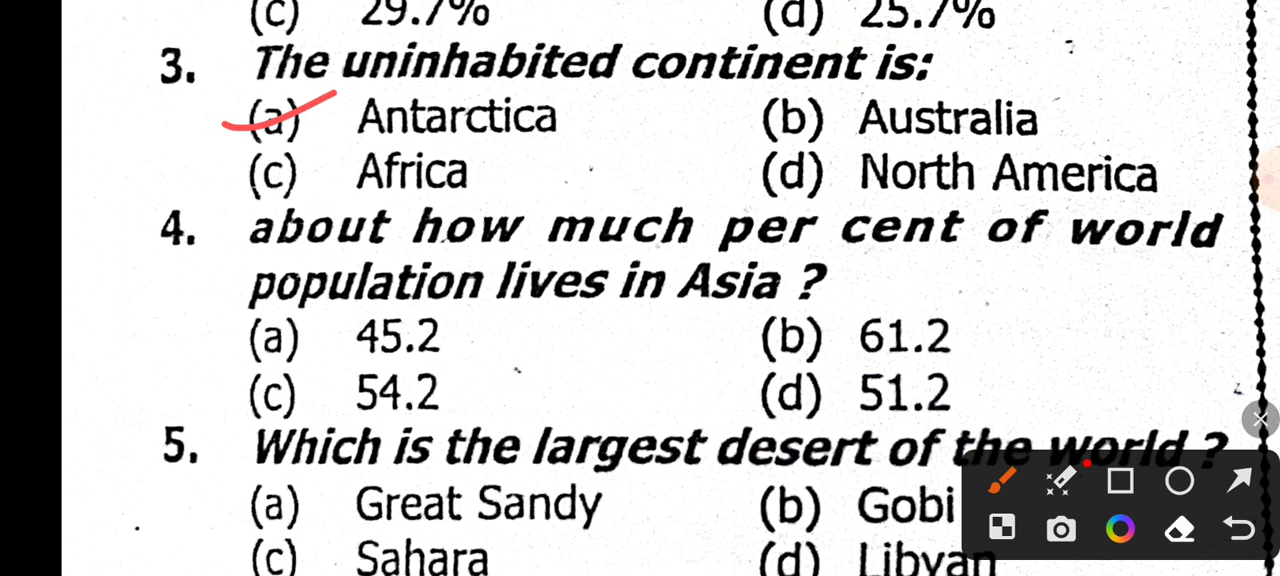 (c) 29.7% (d) 25.7%
3. The uninhabited continent is:
(a) Antarctica (b) Australia
(c) Africa (d) North America
4. about how much per cent of world
population lives in Asia ?
(a) 45.2 (b) 61.2
(c) 54.2 (d) 51.2
5. Which is the largest desert of the world ?
(a) Great Sandy (b) Gobi
(c) Sahara (d) Libyan